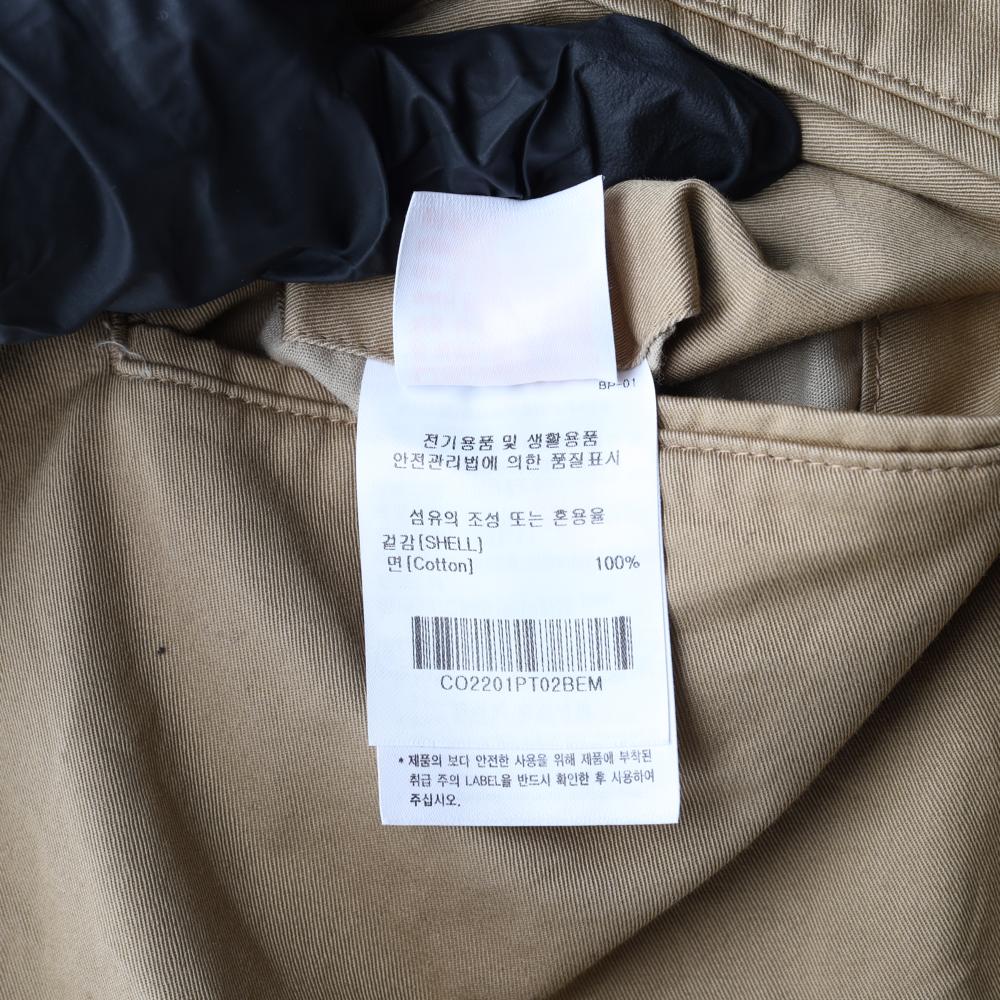 BP-01
전기용품 및 생활용품
안전관리법에 의한 품질표시
섬유의 조성 또는 혼용율
겉감[SHELL]
면[Cotton] 100%
CO2201PT02BEM
* 제품의 보다 안전한 사용을 위해 제품에 부착된
취급 주의 LABEL을 반드시 확인한 후 사용하여
주십시오.